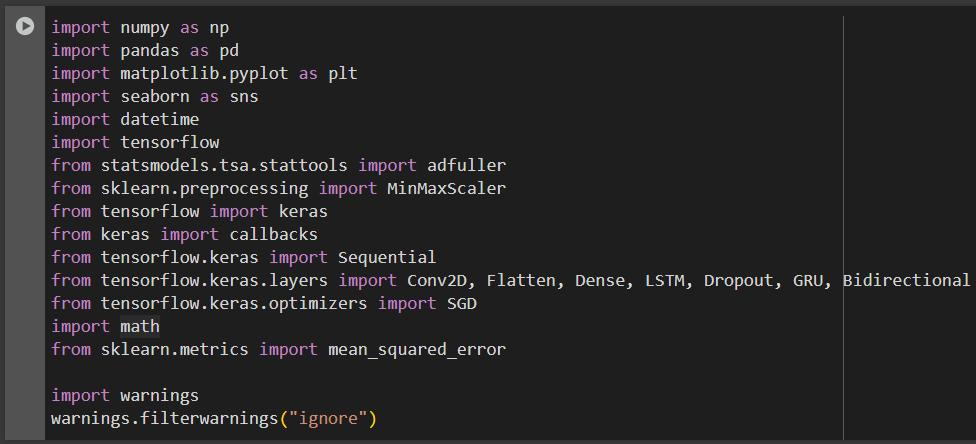 import numpy as np
import pandas as pd
import matplotlib.pyplot as plt
import seaborn as sns
import datetime
import tensorflow
from statsmodels.tsa.stattools import adfuller
from sklearn.preprocessing import MinMaxScaler
from tensorflow import keras
from keras import callbacks
from tensorflow.keras import Sequential
from tensorflow.keras.layers import Conv2D, Flatten, Dense, LSTM, Dropout, GRU, Bidirectional
from tensorflow.keras.optimizers import SGD
import math
from sklearn.metrics import mean_squared_error

import warnings
warnings.filterwarnings("ignore")